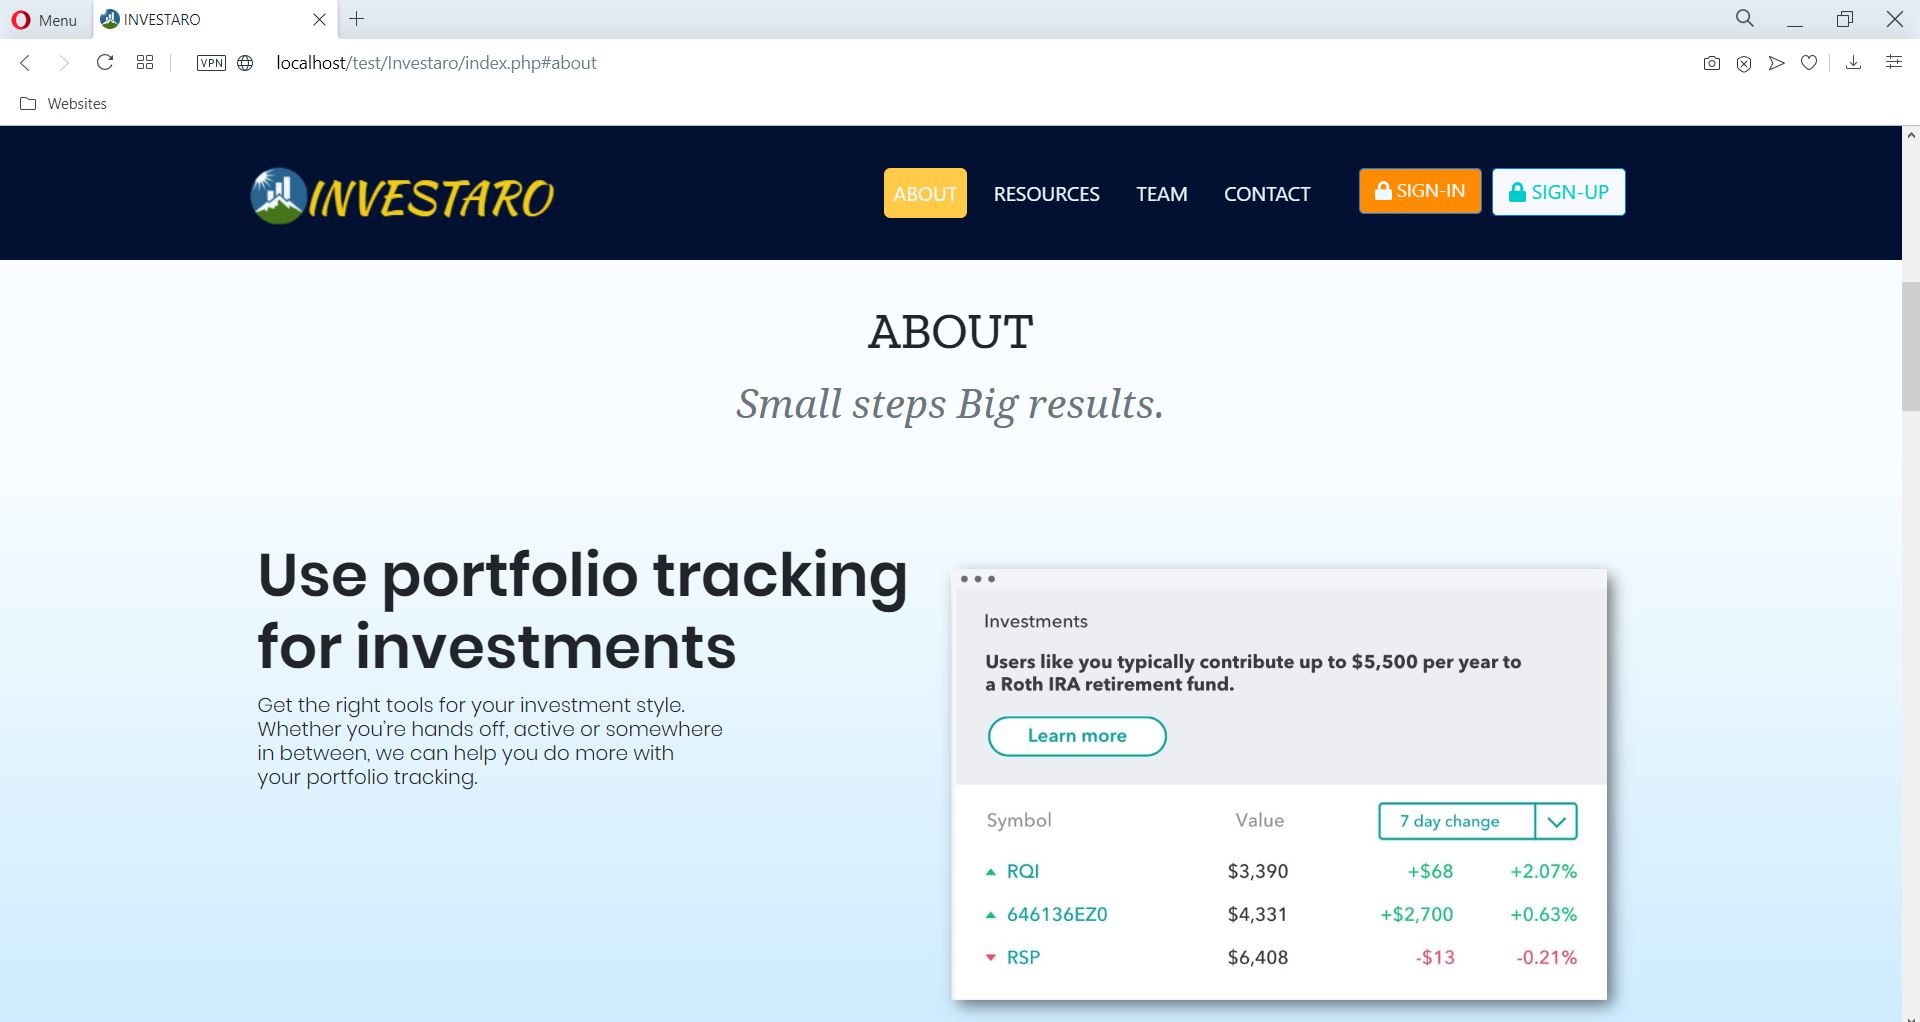 Menu
INVESTARO
VPN
localhost/test/Investaro/index.php#about
Websites
INVESTARO
ABOUT
RESOURCES
TEAM
CONTACT
SIGN-IN
SIGN-UP
ABOUT
Small steps Big results.
Use portfolio tracking
for investments
Get the right tools for your investment style.
Whether you’re hands off, active or somewhere
in between, we can help you do more with
your portfolio tracking.
Investments
Users like you typically contribute up to $5,500 per year to
a Roth IRA retirement fund.
Learn more
Symbol Value 7 day change
RQI $3,390 +$68 +2.07%
646136EZ0 $4,331 +$2,700 +0.63%
RSP $6,408 -$13 -0.21%